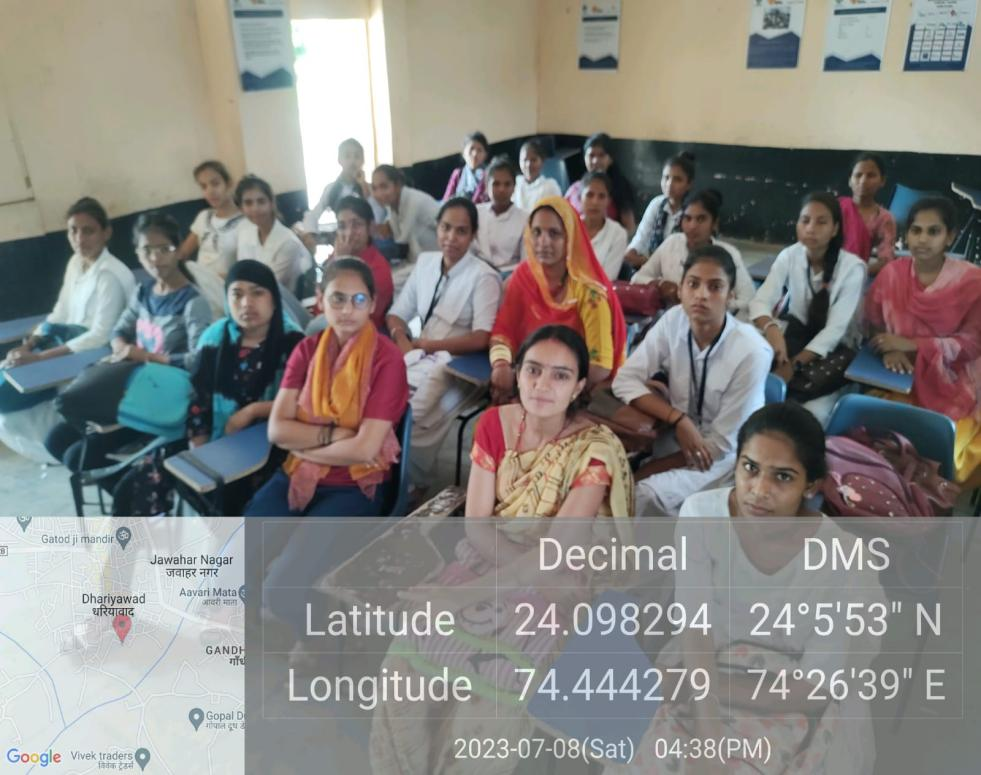 Gatod ji mandir
Jawahar Nagar
जवाहर नगर
Dhariyawad
धरियावाद
Aavari Mata
आवरी माता
GANDH
Gopal D
Google
Vivek traders
विवेक ट्रेडर्स
Decimal DMS
Latitude 24.098294 24°5'53" N
Longitude 74.444279 74°26'39" E
2023-07-08(Sat) 04:38(PM)